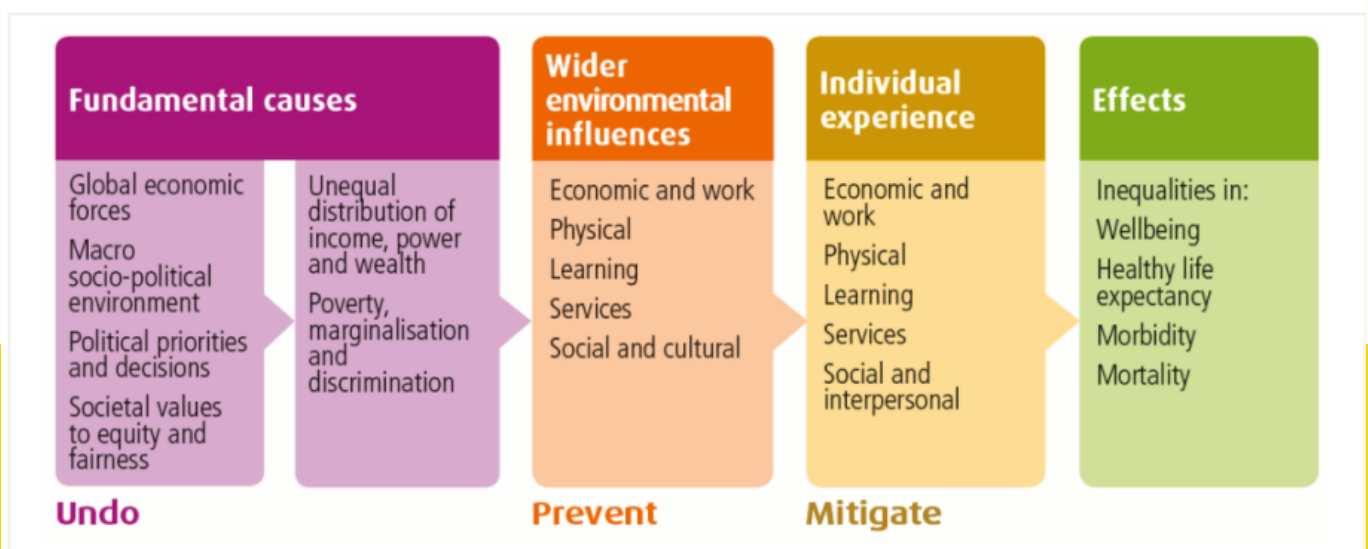 Fundamental causes
Global economic
forces
Macro
socio-political
environment
Political priorities
and decisions
Societal values
to equity and
fairness
Unequal
distribution of
income, power
and wealth
Poverty,
marginalisation
and
discrimination
Undo
Wider
environmental
influences
Economic and work
Physical
Learning
Services
Social and cultural
Prevent
Individual
experience
Economic and
work
Physical
Learning
Services
Social and
interpersonal
Mitigate
Effects
Inequalities in:
Wellbeing
Healthy life
expectancy
Morbidity
Mortality